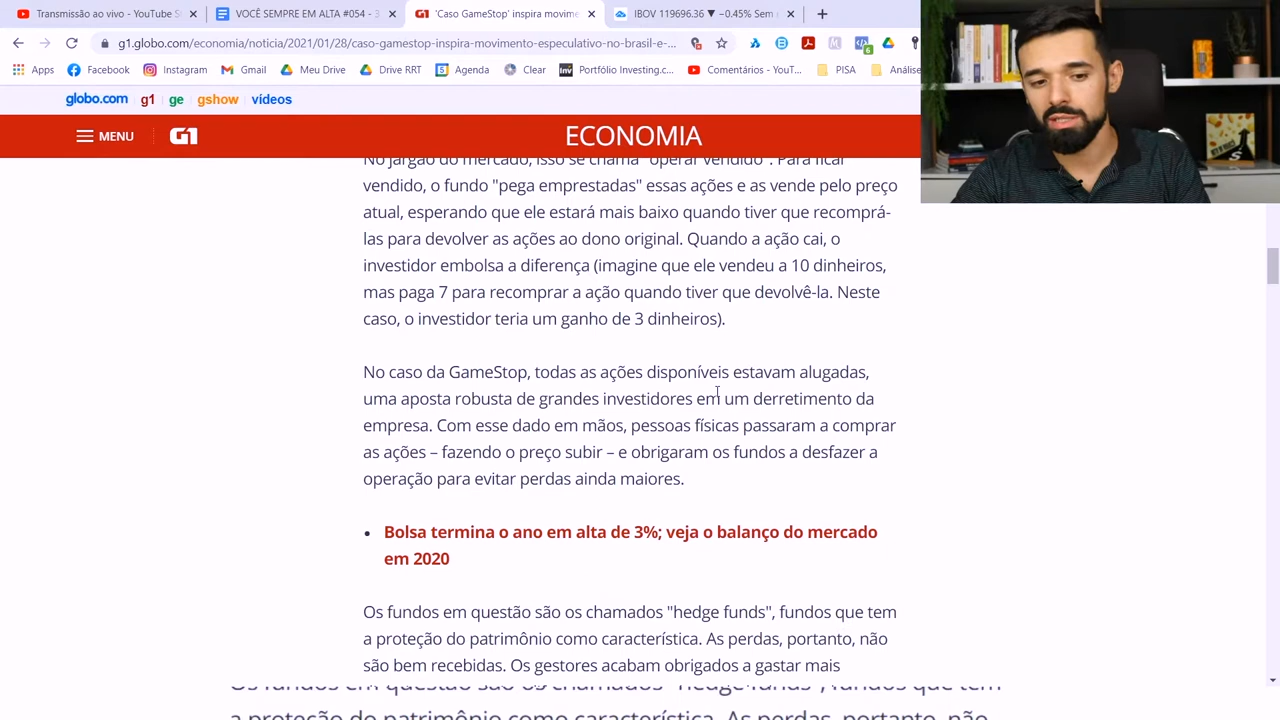 Transmissão ao vivo - YouTube S
VOCÊ SEMPRE EM ALTA #054 - 3
'Caso GameStop' inspira movime
IBOV 119696.36 ▼ −0.45% Sem
g1.globo.com/economia/noticia/2021/01/28/caso-gamestop-inspira-movimento-especulativo-no-brasil-e-...
Apps
Facebook
Instagram
Gmail
Meu Drive
Drive RRT
Agenda
Clear
Portfólio Investing.c...
Comentários - YouT...
PISA
Análise
globo.com
g1
ge
gshow
vídeos
MENU
G1
ECONOMIA
No jargão do mercado, isso se chama "operar vendido". Para ficar
vendido, o fundo "pega emprestadas" essas ações e as vende pelo preço
atual, esperando que ele estará mais baixo quando tiver que recomprá-
las para devolver as ações ao dono original. Quando a ação cai, o
investidor embolsa a diferença (imagine que ele vendeu a 10 dinheiros,
mas paga 7 para recomprar a ação quando tiver que devolvê-la. Neste
caso, o investidor teria um ganho de 3 dinheiros).
No caso da GameStop, todas as ações disponíveis estavam alugadas,
uma aposta robusta de grandes investidores em um derretimento da
empresa. Com esse dado em mãos, pessoas físicas passaram a comprar
as ações – fazendo o preço subir – e obrigaram os fundos a desfazer a
operação para evitar perdas ainda maiores.
• Bolsa termina o ano em alta de 3%; veja o balanço do mercado
em 2020
Os fundos em questão são os chamados "hedge funds", fundos que tem
a proteção do patrimônio como característica. As perdas, portanto, não
são bem recebidas. Os gestores acabam obrigados a gastar mais
Os fundos em questão são os chamados "hedge funds", fundos que tem
a proteção do patrimônio como característica. As perdas, portanto, não